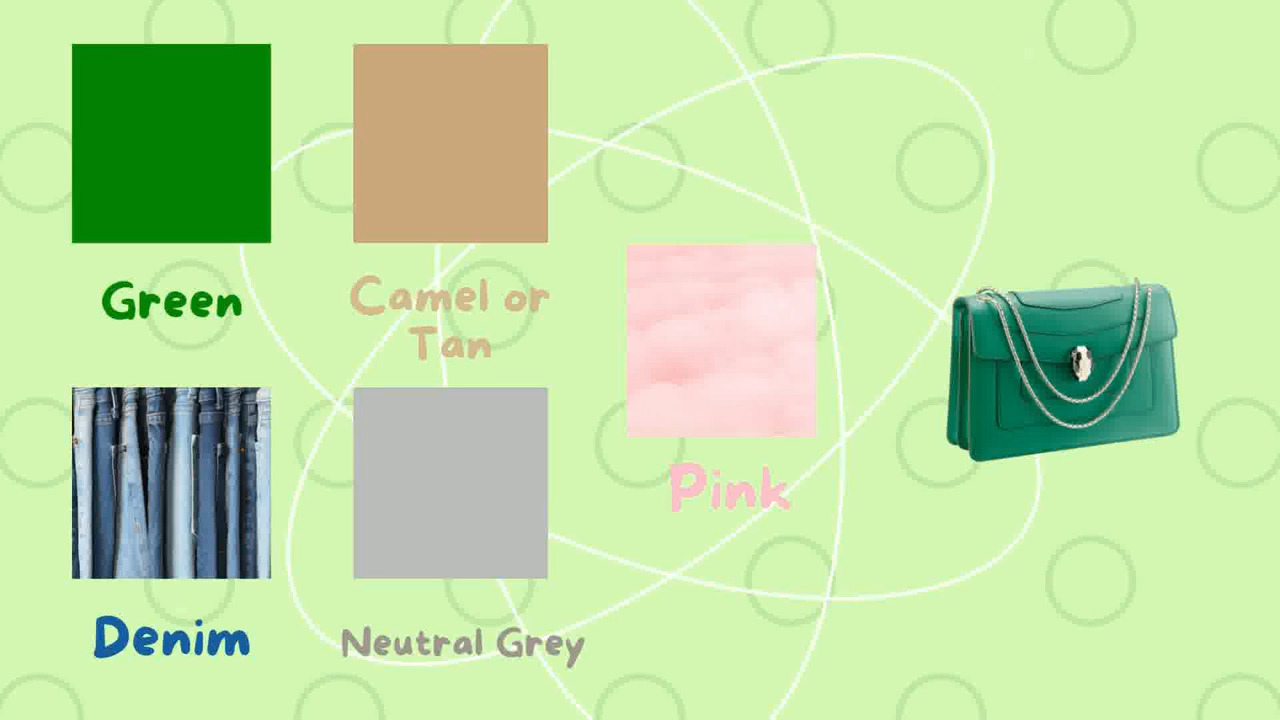 Green
Camel or
Tan
Pink
Denim
Neutral Grey